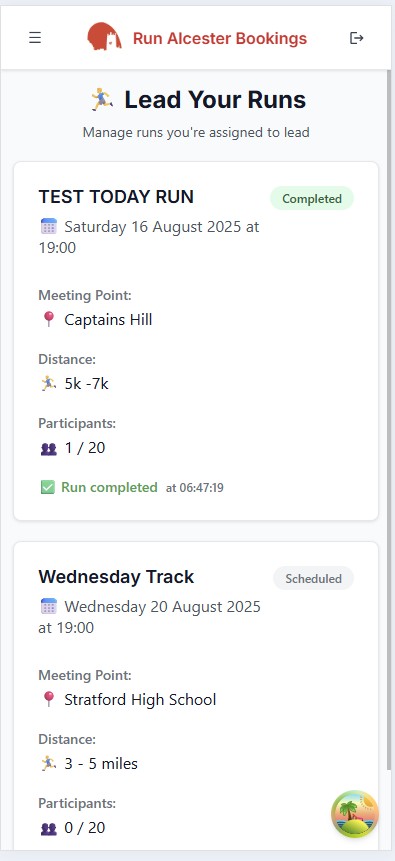 Run Alcester Bookings
Lead Your Runs
Manage runs you're assigned to lead
TEST TODAY RUN
Completed
Saturday 16 August 2025 at
19:00
Meeting Point:
Captains Hill
Distance:
5k -7k
Participants:
1 / 20
Run completed at 06:47:19
Wednesday Track
Scheduled
Wednesday 20 August 2025
at 19:00
Meeting Point:
Stratford High School
Distance:
3 - 5 miles
Participants:
0 / 20